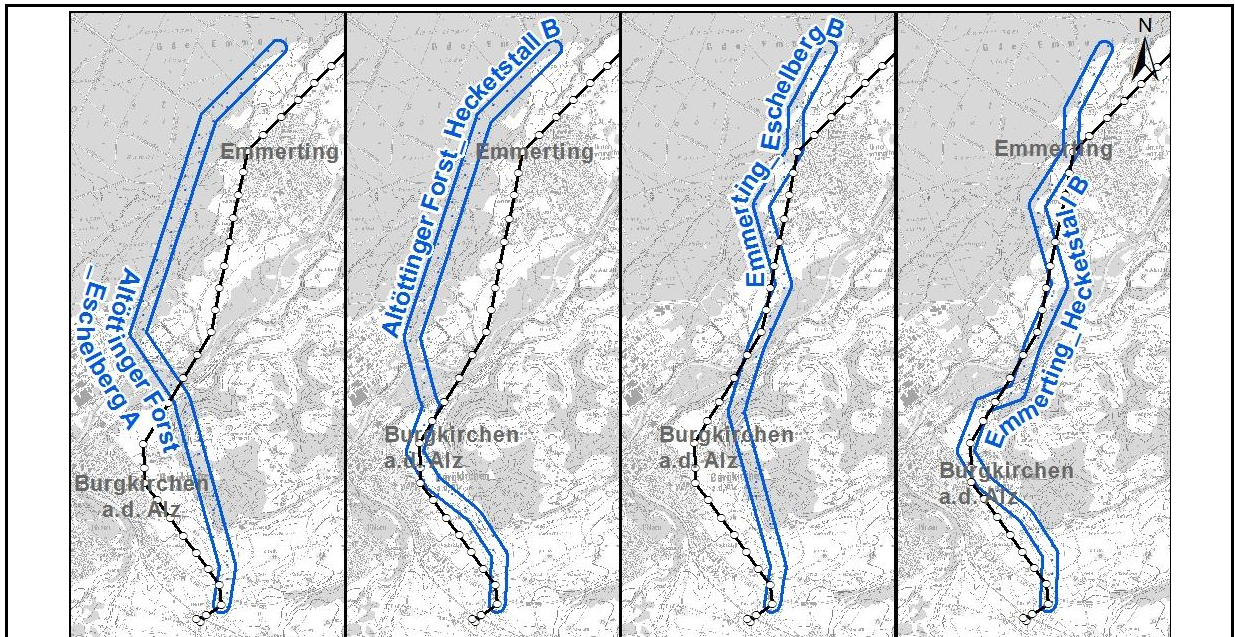 Emmerting
Altöttinger Forst
_Eschelberg A
Burgkirchen
a.d. Alz
Altöttinger Forst_Hecketstall B
Emmerting
Burgkirchen
a.d. Alz
Emmerting_Eschelberg B
Burgkirchen
a.d. Alz
N
Emmerting
Emmerting_Hecketstall B
Burgkirchen
a.d. Alz